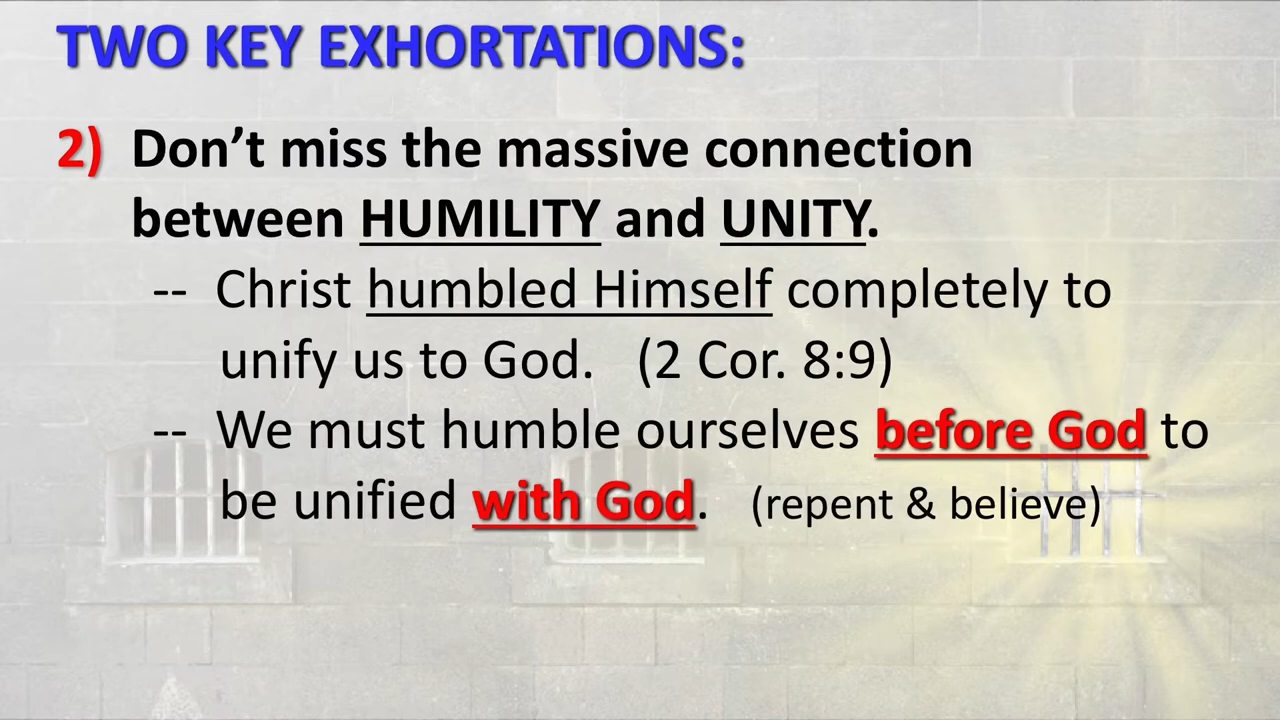 TWO KEY EXHORTATIONS:
2) Don’t miss the massive connection
between HUMILITY and UNITY.
-- Christ humbled Himself completely to
unify us to God. (2 Cor. 8:9)
-- We must humble ourselves before God to
be unified with God. (repent & believe)